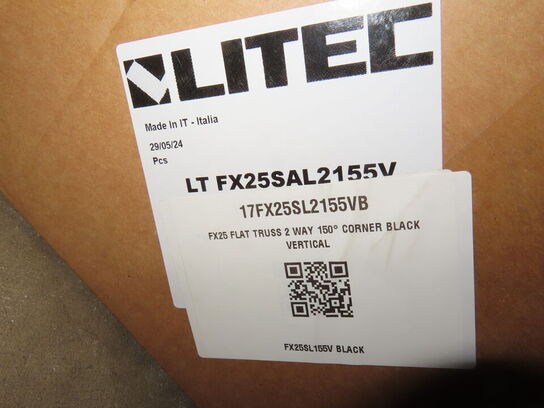 LITEC
Made in IT - Italia
29/05/24
Pcs
LT FX25SAL2155V
17FX25SL2155VB
FX25 FLAT TRUSS 2 WAY 150° CORNER BLACK
VERTICAL
FX25SL155V BLACK